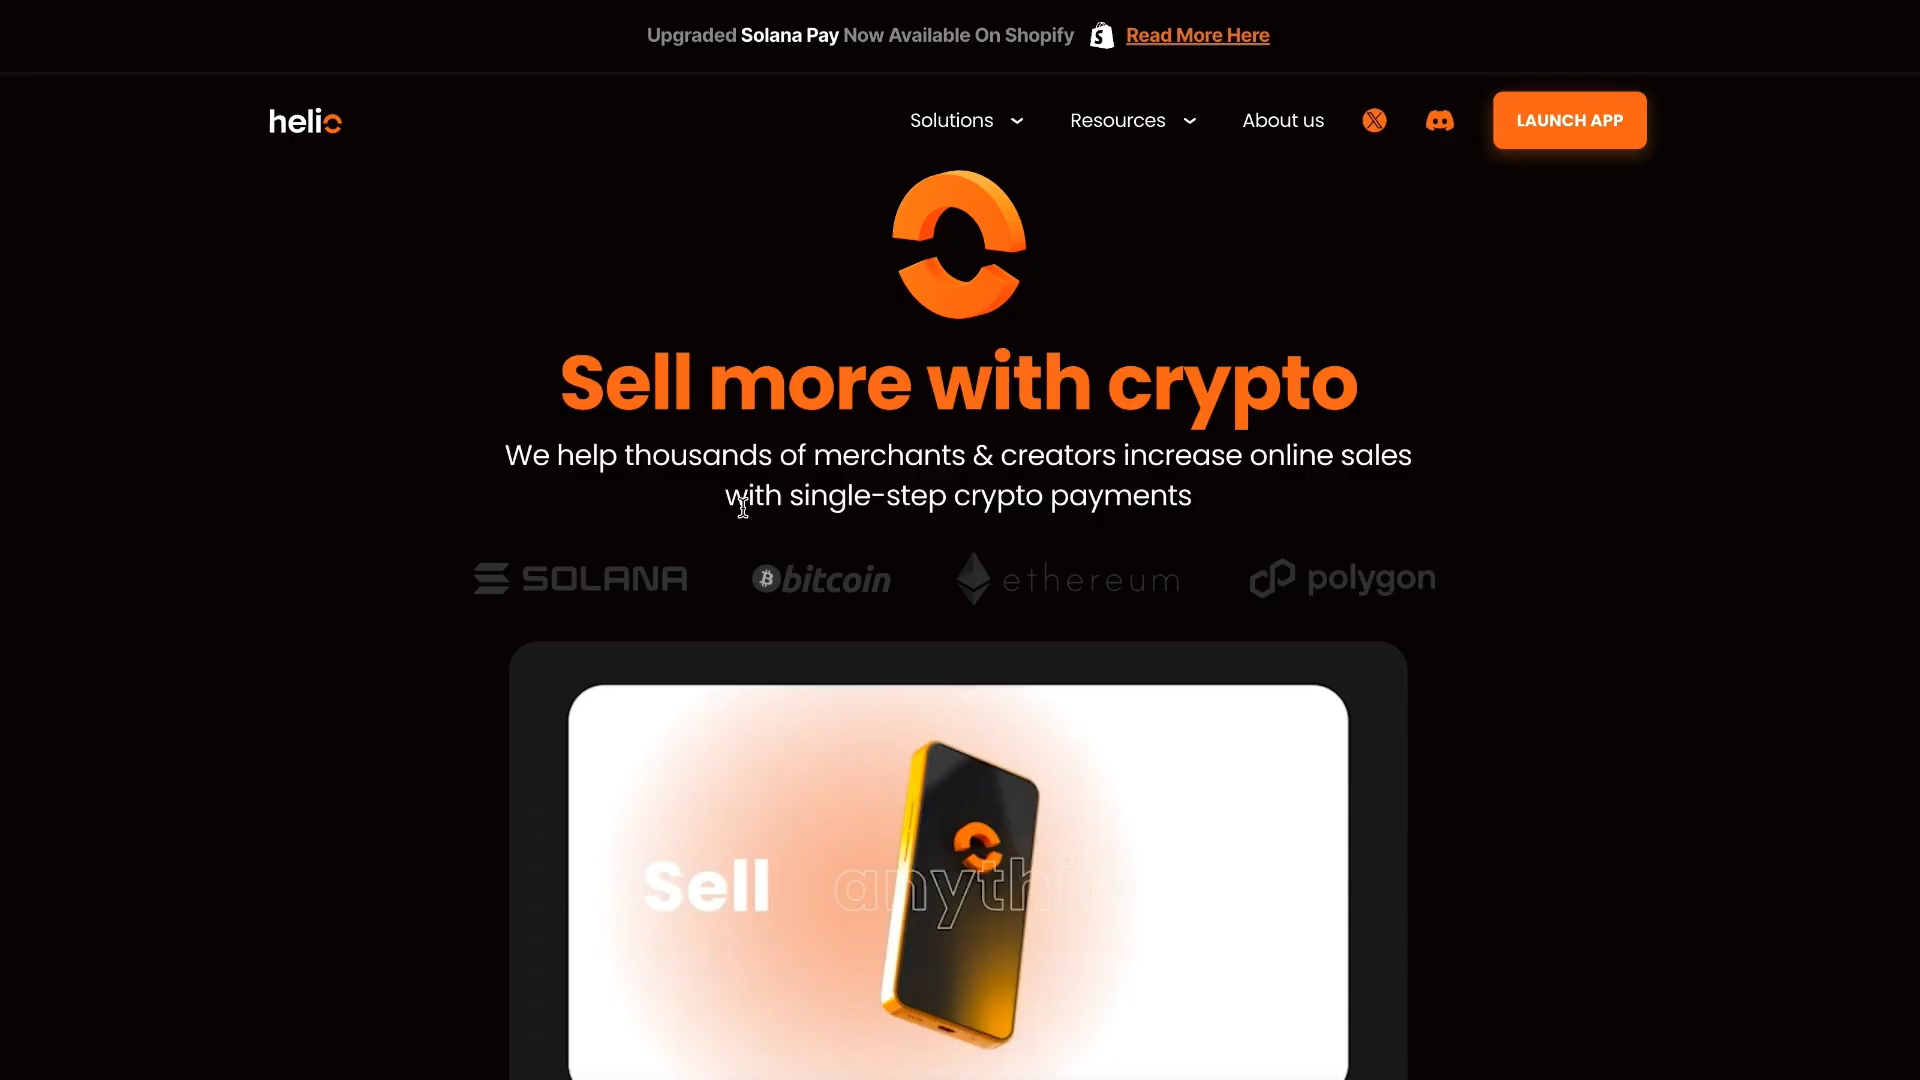 Upgraded Solana Pay Now Available On Shopify Read More Here
helio
Solutions
Resources
About us
LAUNCH APP
Sell more with crypto
We help thousands of merchants & creators increase online sales
with single-step crypto payments
SOLANA
bitcoin
ethereum
polygon
Sell anythin